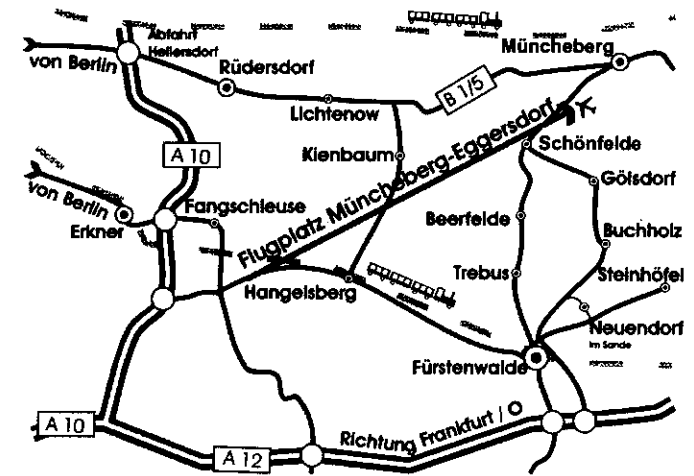 Abfahrt
Hellersdorf
von Berlin
Müncheberg
Rüdersdorf
B 1/5
Lichtenow
A 10
Kienbaum
Schönfelde
Flugplatz Müncheberg-Eggersdorf
Gölsdorf
von Berlin
Fangschleuse
Erkner
Beerfelde
Buchholz
Trebus
Steinhöfel
Hangelsberg
Neuendorf
im Sande
Fürstenwalde
A 10
Richtung Frankfurt / O
A 12